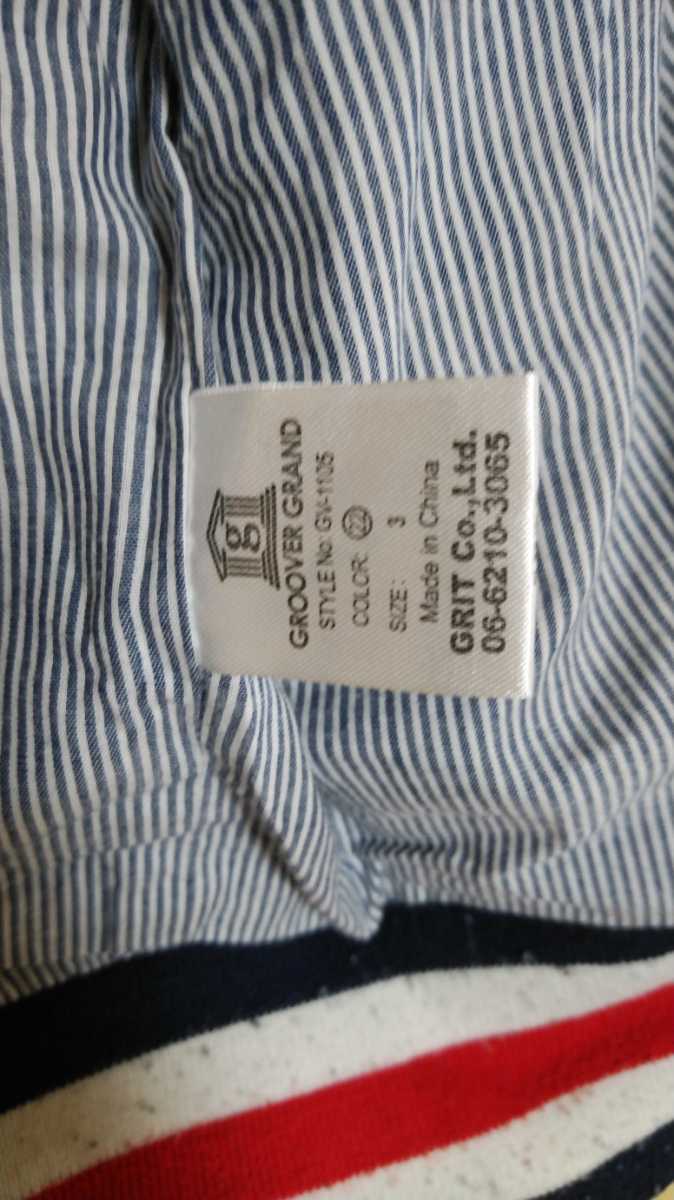 g
GROOVER GRAND
STYLE No: GV-1105
COLOR: 22
SIZE: 3
Made in China
GRIT Co.,Ltd.
06-6210-3065